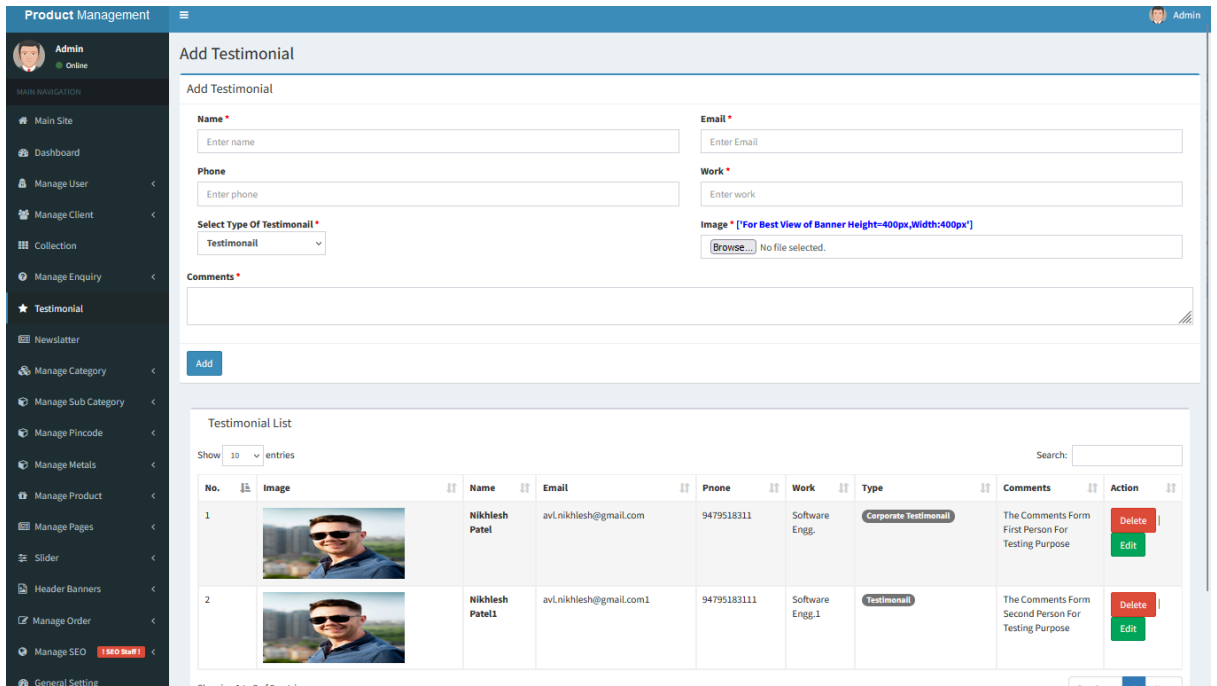 Product Management
Admin
Admin
Online
MAIN NAVIGATION
Main Site
Dashboard
Manage User
Manage Client
Collection
Manage Enquiry
Testimonial
Newslatter
Manage Category
Manage Sub Category
Manage Pincode
Manage Metals
Manage Product
Manage Pages
Slider
Header Banners
Manage Order
Manage SEO ! SEO Staff !
General Setting
Add Testimonial
Add Testimonial
Name * Email *
Enter name Enter Email
Phone Work *
Enter phone Enter work
Select Type Of Testimonail * Image * ['For Best View of Banner Height=400px,Width:400px']
Testimonail Browse... No file selected.
Comments *
Add
Testimonial List
Show 10 entries Search:
No. Image Name Email Pnone Work Type Comments Action
1 Nikhlesh avl.nikhlesh@gmail.com 9479518311 Software Corporate Testimonail The Comments Form Delete |
Patel Engg. First Person For Edit
Testing Purpose
2 Nikhlesh avl.nikhlesh@gmail.com1 94795183111 Software Testimonail The Comments Form Delete |
Patel1 Engg.1 Second Person For Edit
Testing Purpose